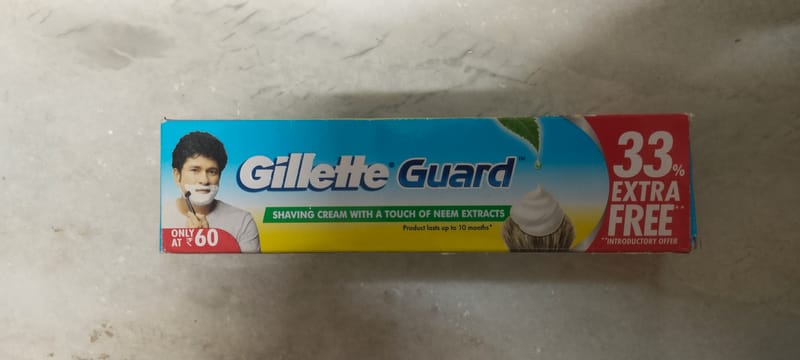 Gillette® Guard™
SHAVING CREAM WITH A TOUCH OF NEEM EXTRACTS
Product lasts up to 10 months*
ONLY
AT ₹60
33%
EXTRA
FREE**
**INTRODUCTORY OFFER